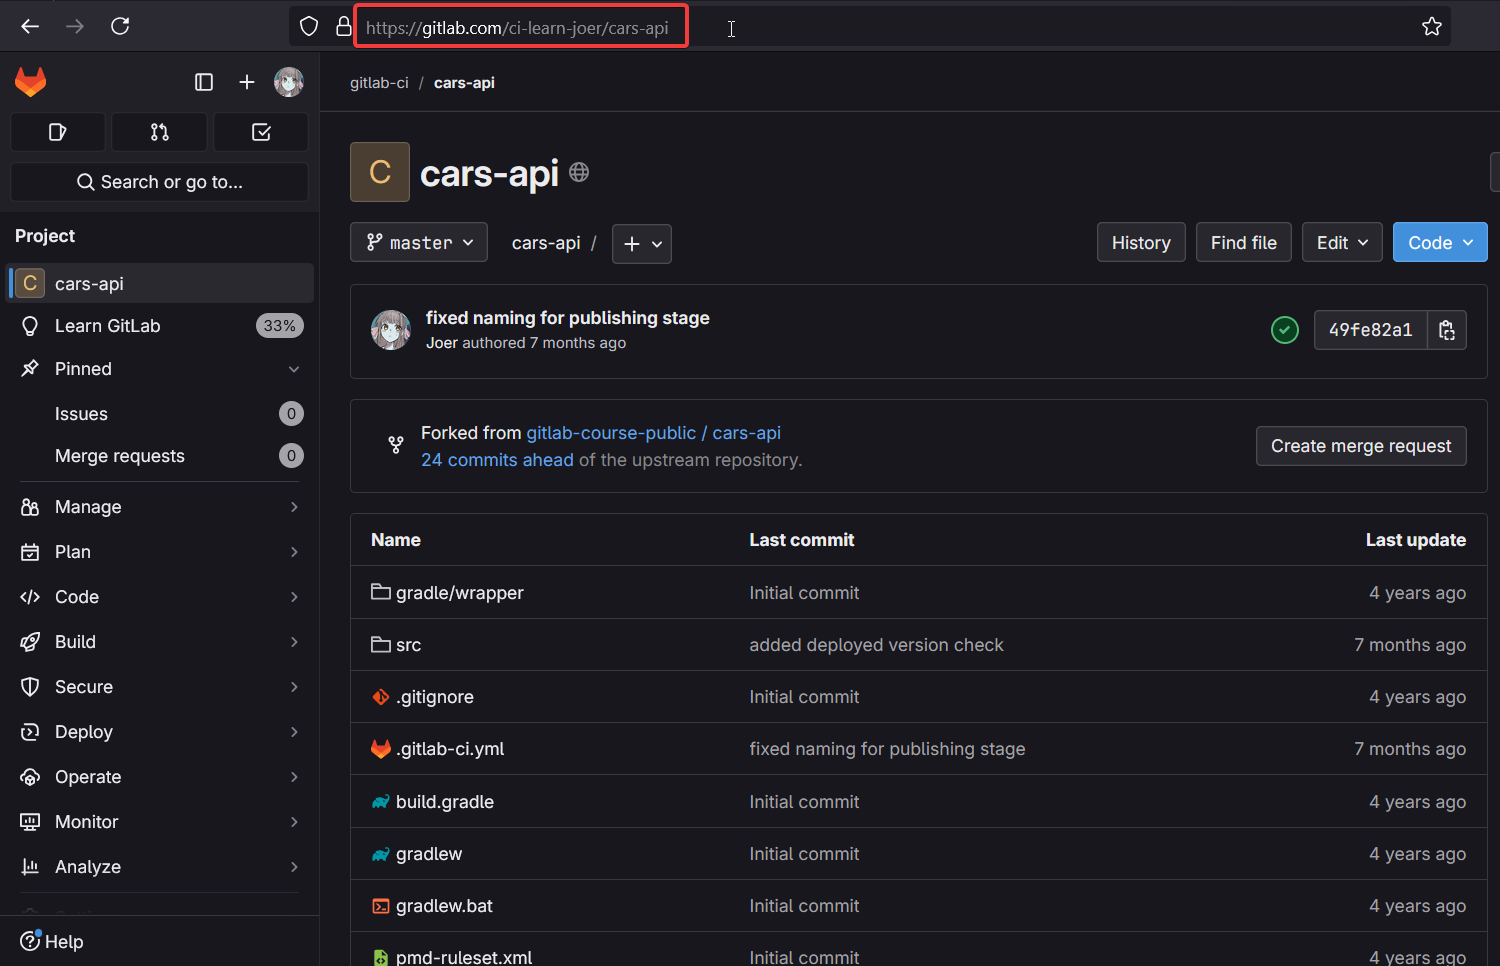 https://gitlab.com/ci-learn-joer/cars-api
gitlab-ci / cars-api
Search or go to...
Project
C cars-api
Learn GitLab 33%
Pinned
Issues 0
Merge requests 0
Manage
Plan
Code
Build
Secure
Deploy
Operate
Monitor
Analyze
Help
C cars-api
master cars-api / +
History Find file Edit Code
fixed naming for publishing stage
Joer authored 7 months ago
49fe82a1
Forked from gitlab-course-public / cars-api
24 commits ahead of the upstream repository.
Create merge request
Name Last commit Last update
gradle/wrapper Initial commit 4 years ago
src added deployed version check 7 months ago
.gitignore Initial commit 4 years ago
.gitlab-ci.yml fixed naming for publishing stage 7 months ago
build.gradle Initial commit 4 years ago
gradlew Initial commit 4 years ago
gradlew.bat Initial commit 4 years ago
pmd-ruleset.xml Initial commit 4 years ago